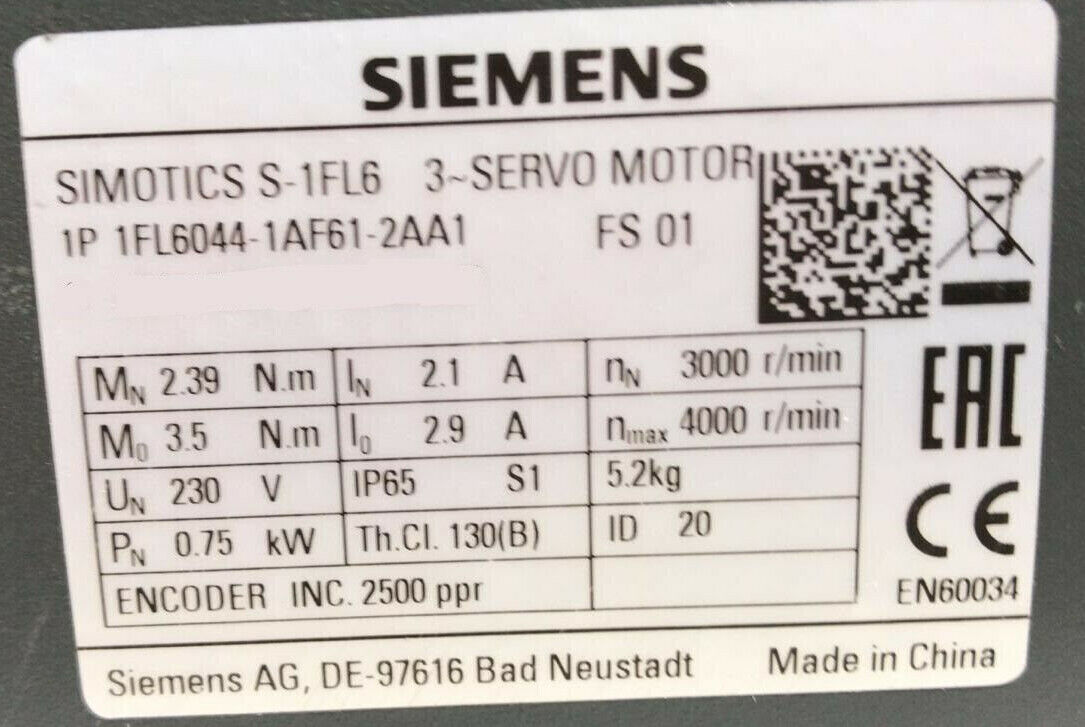 SIEMENS
SIMOTICS S-1FL6 3~SERVO MOTOR
1P 1FL6044-1AF61-2AA1 FS 01
MN 2.39 N.m IN 2.1 A nN 3000 r/min
M0 3.5 N.m I0 2.9 A nmax 4000 r/min
UN 230 V IP65 S1 5.2kg
PN 0.75 kW Th.Cl. 130(B) ID 20
ENCODER INC. 2500 ppr
EAC
CE
EN60034
Siemens AG, DE-97616 Bad Neustadt Made in China